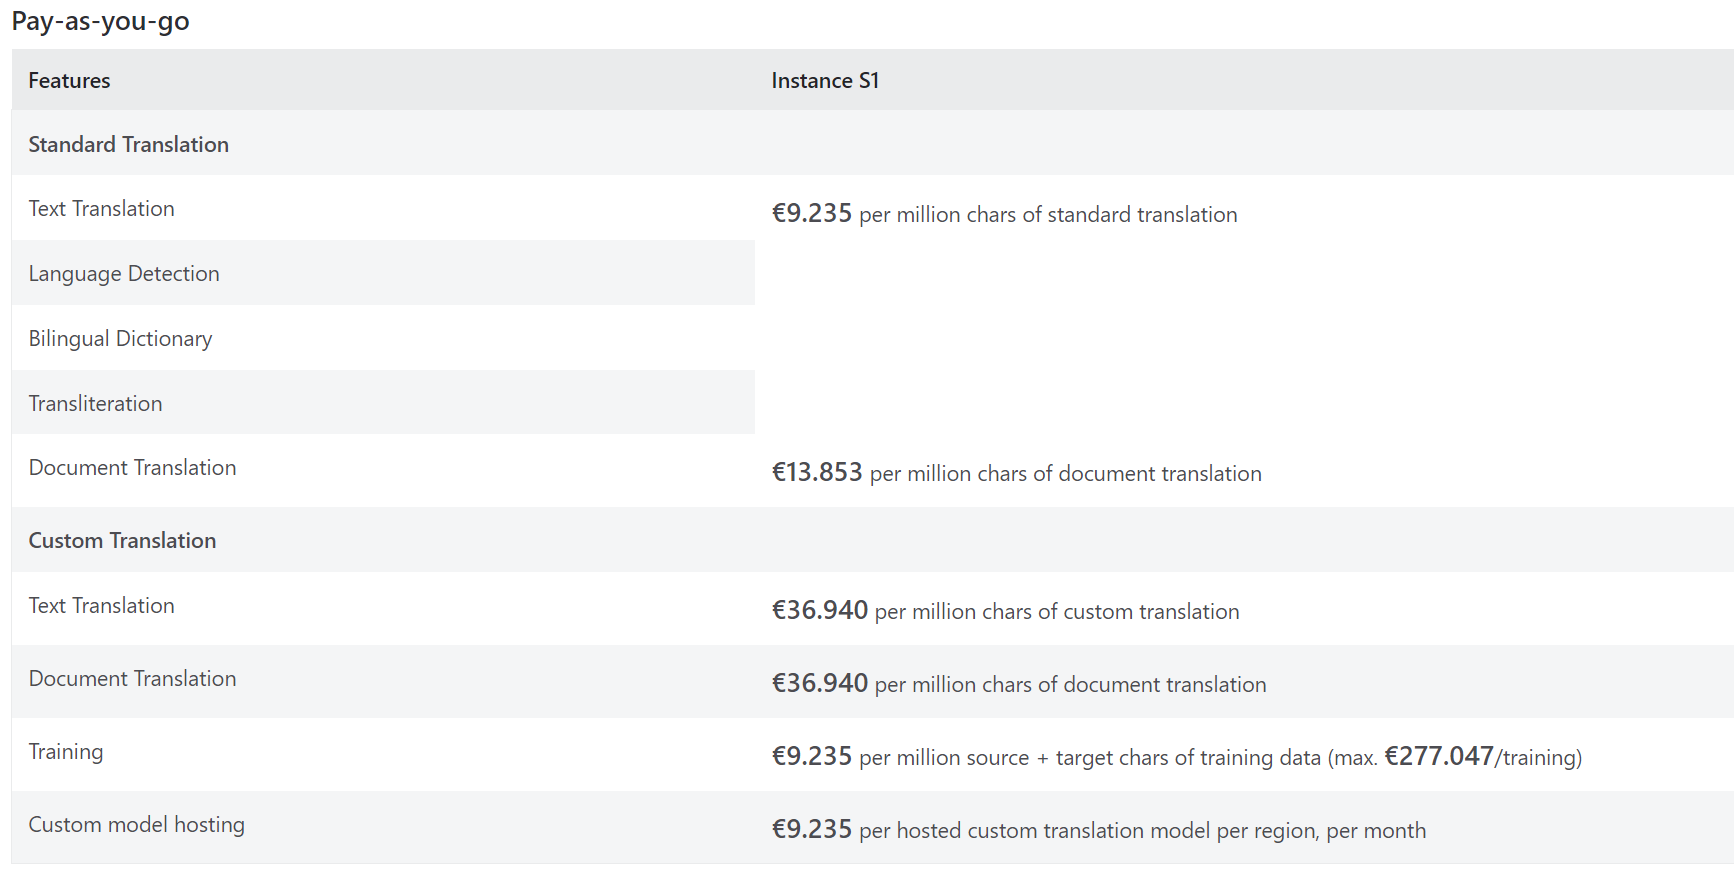 Pay-as-you-go
Features Instance S1
Standard Translation
Text Translation €9.235 per million chars of standard translation
Language Detection
Bilingual Dictionary
Transliteration
Document Translation €13.853 per million chars of document translation
Custom Translation
Text Translation €36.940 per million chars of custom translation
Document Translation €36.940 per million chars of document translation
Training €9.235 per million source + target chars of training data (max. €277.047/training)
Custom model hosting €9.235 per hosted custom translation model per region, per month